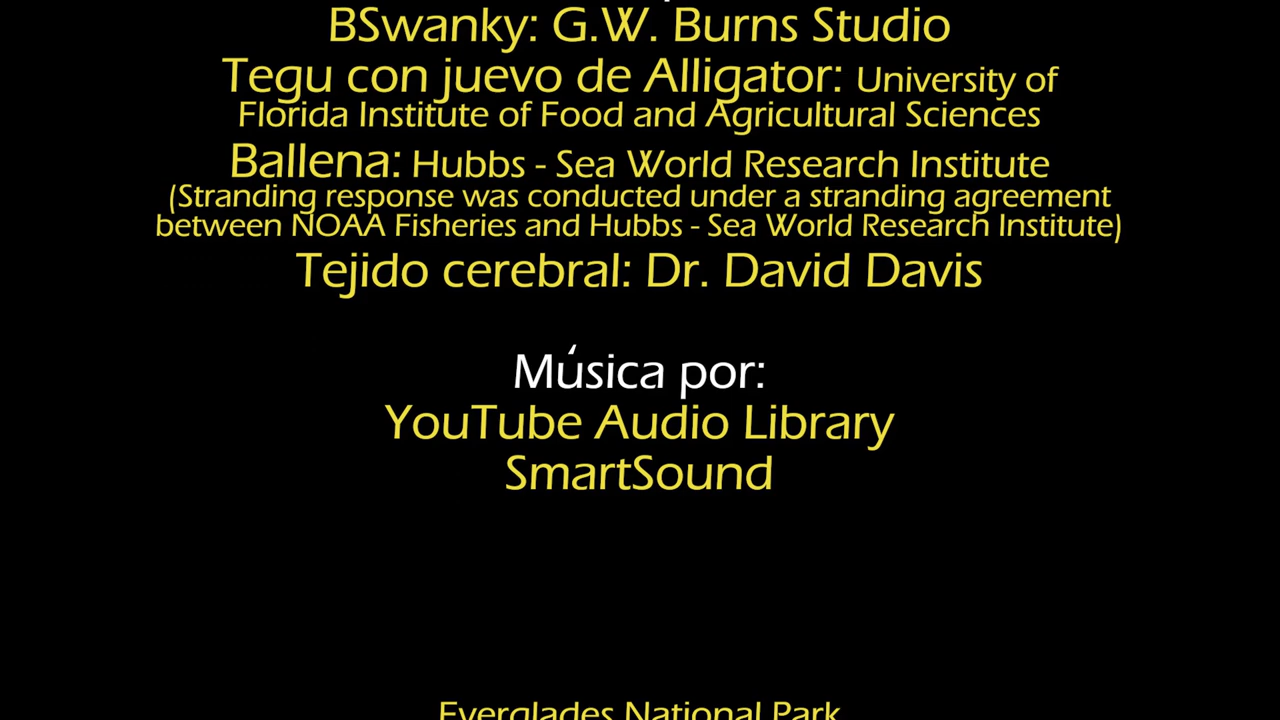 BSwanky: G.W. Burns Studio
Tegu con juevo de Alligator: University of
Florida Institute of Food and Agricultural Sciences
Ballena: Hubbs - Sea World Research Institute
(Stranding response was conducted under a stranding agreement
between NOAA Fisheries and Hubbs - Sea World Research Institute)
Tejido cerebral: Dr. David Davis
Música por:
YouTube Audio Library
SmartSound
Everglades National Park